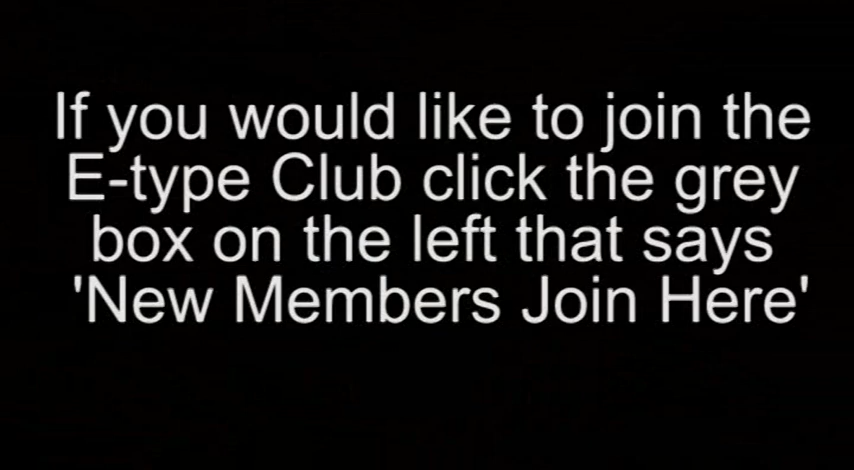 If you would like to join the
E-type Club click the grey
box on the left that says
'New Members Join Here'